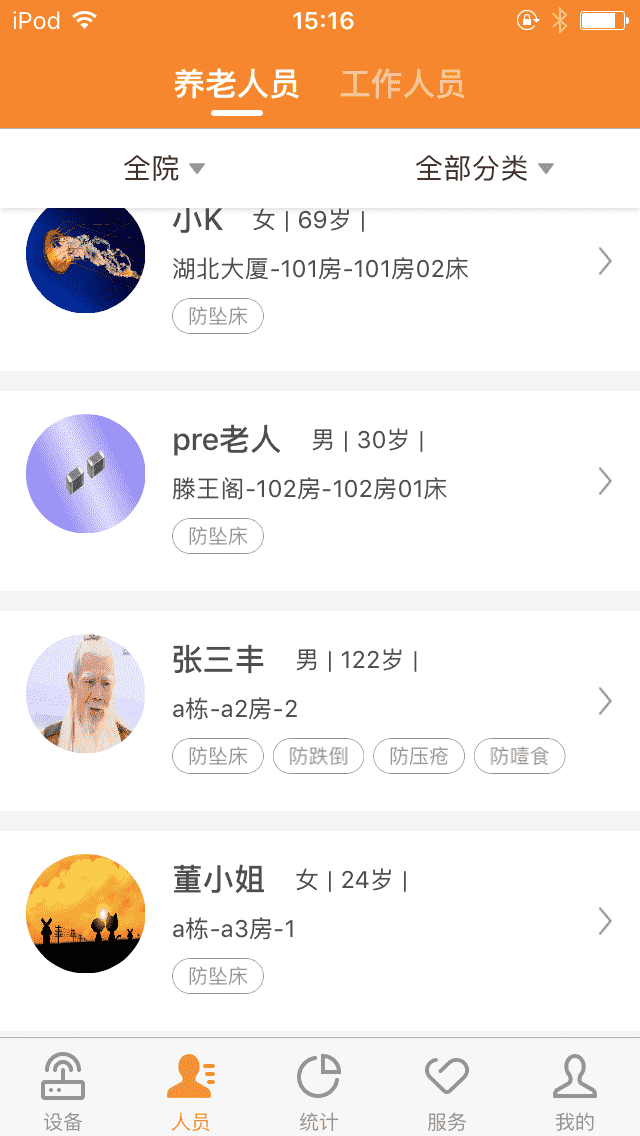 iPod 15:16
养老人员 工作人员
全院 全部分类
小K 女 | 69岁 |
湖北大厦-101房-101房02床
防坠床
pre老人 男 | 30岁 |
滕王阁-102房-102房01床
防坠床
张三丰 男 | 122岁 |
a栋-a2房-2
防坠床 防跌倒 防压疮 防噎食
董小姐 女 | 24岁 |
a栋-a3房-1
防坠床
设备 人员 统计 服务 我的